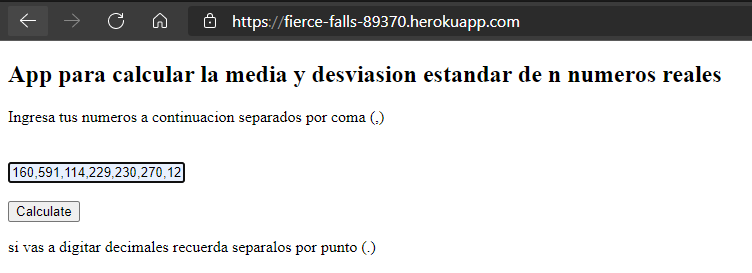 https://fierce-falls-89370.herokuapp.com
App para calcular la media y desviasion estandar de n numeros reales
Ingresa tus numeros a continuacion separados por coma (,)
160,591,114,229,230,270,12
Calculate
si vas a digitar decimales recuerda separalos por punto (.)